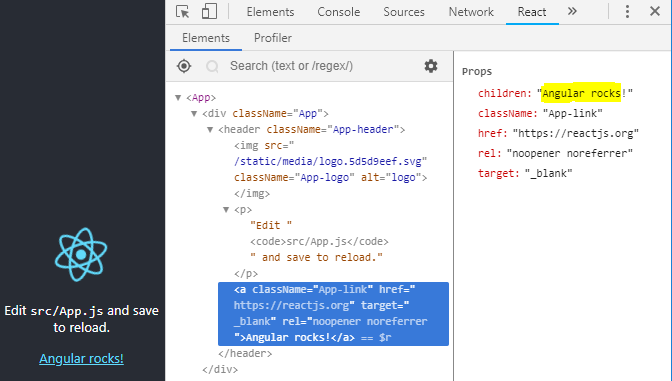 Elements Console Sources Network React »
Elements Profiler
Search (text or /regex/)
<App>
<div className="App">
<header className="App-header">
<img src="
/static/media/logo.5d5d9eef.svg"
className="App-logo" alt="logo">
</img>
<p>
"Edit "
<code>src/App.js</code>
" and save to reload."
</p>
<a className="App-link" href="
https://reactjs.org" target="
_blank" rel="noopener noreferrer
">Angular rocks!</a> == $r
</header>
</div>
Props
children: "Angular rocks!"
className: "App-link"
href: "https://reactjs.org"
rel: "noopener noreferrer"
target: "_blank"
Edit src/App.js and save
to reload.
Angular rocks!